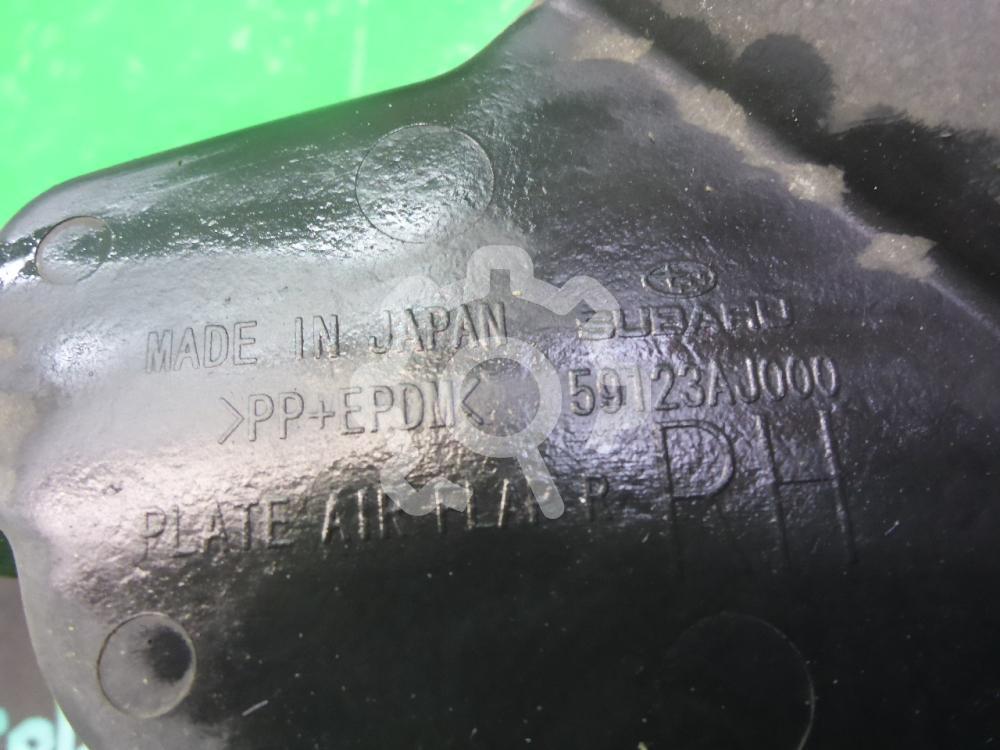 MADE IN JAPAN
SUBARU
>PP+EPDM<
59123AJ000
RH
PLATE AIR FLAP R